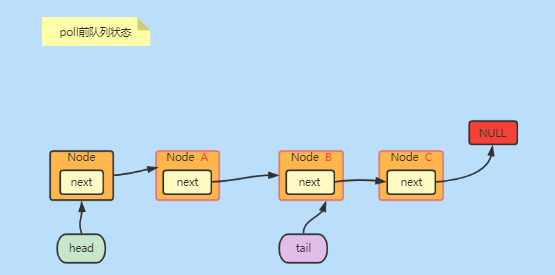 poll前队列状态
NULL
Node
Node A
Node B
Node C
next
next
next
next
head
tail